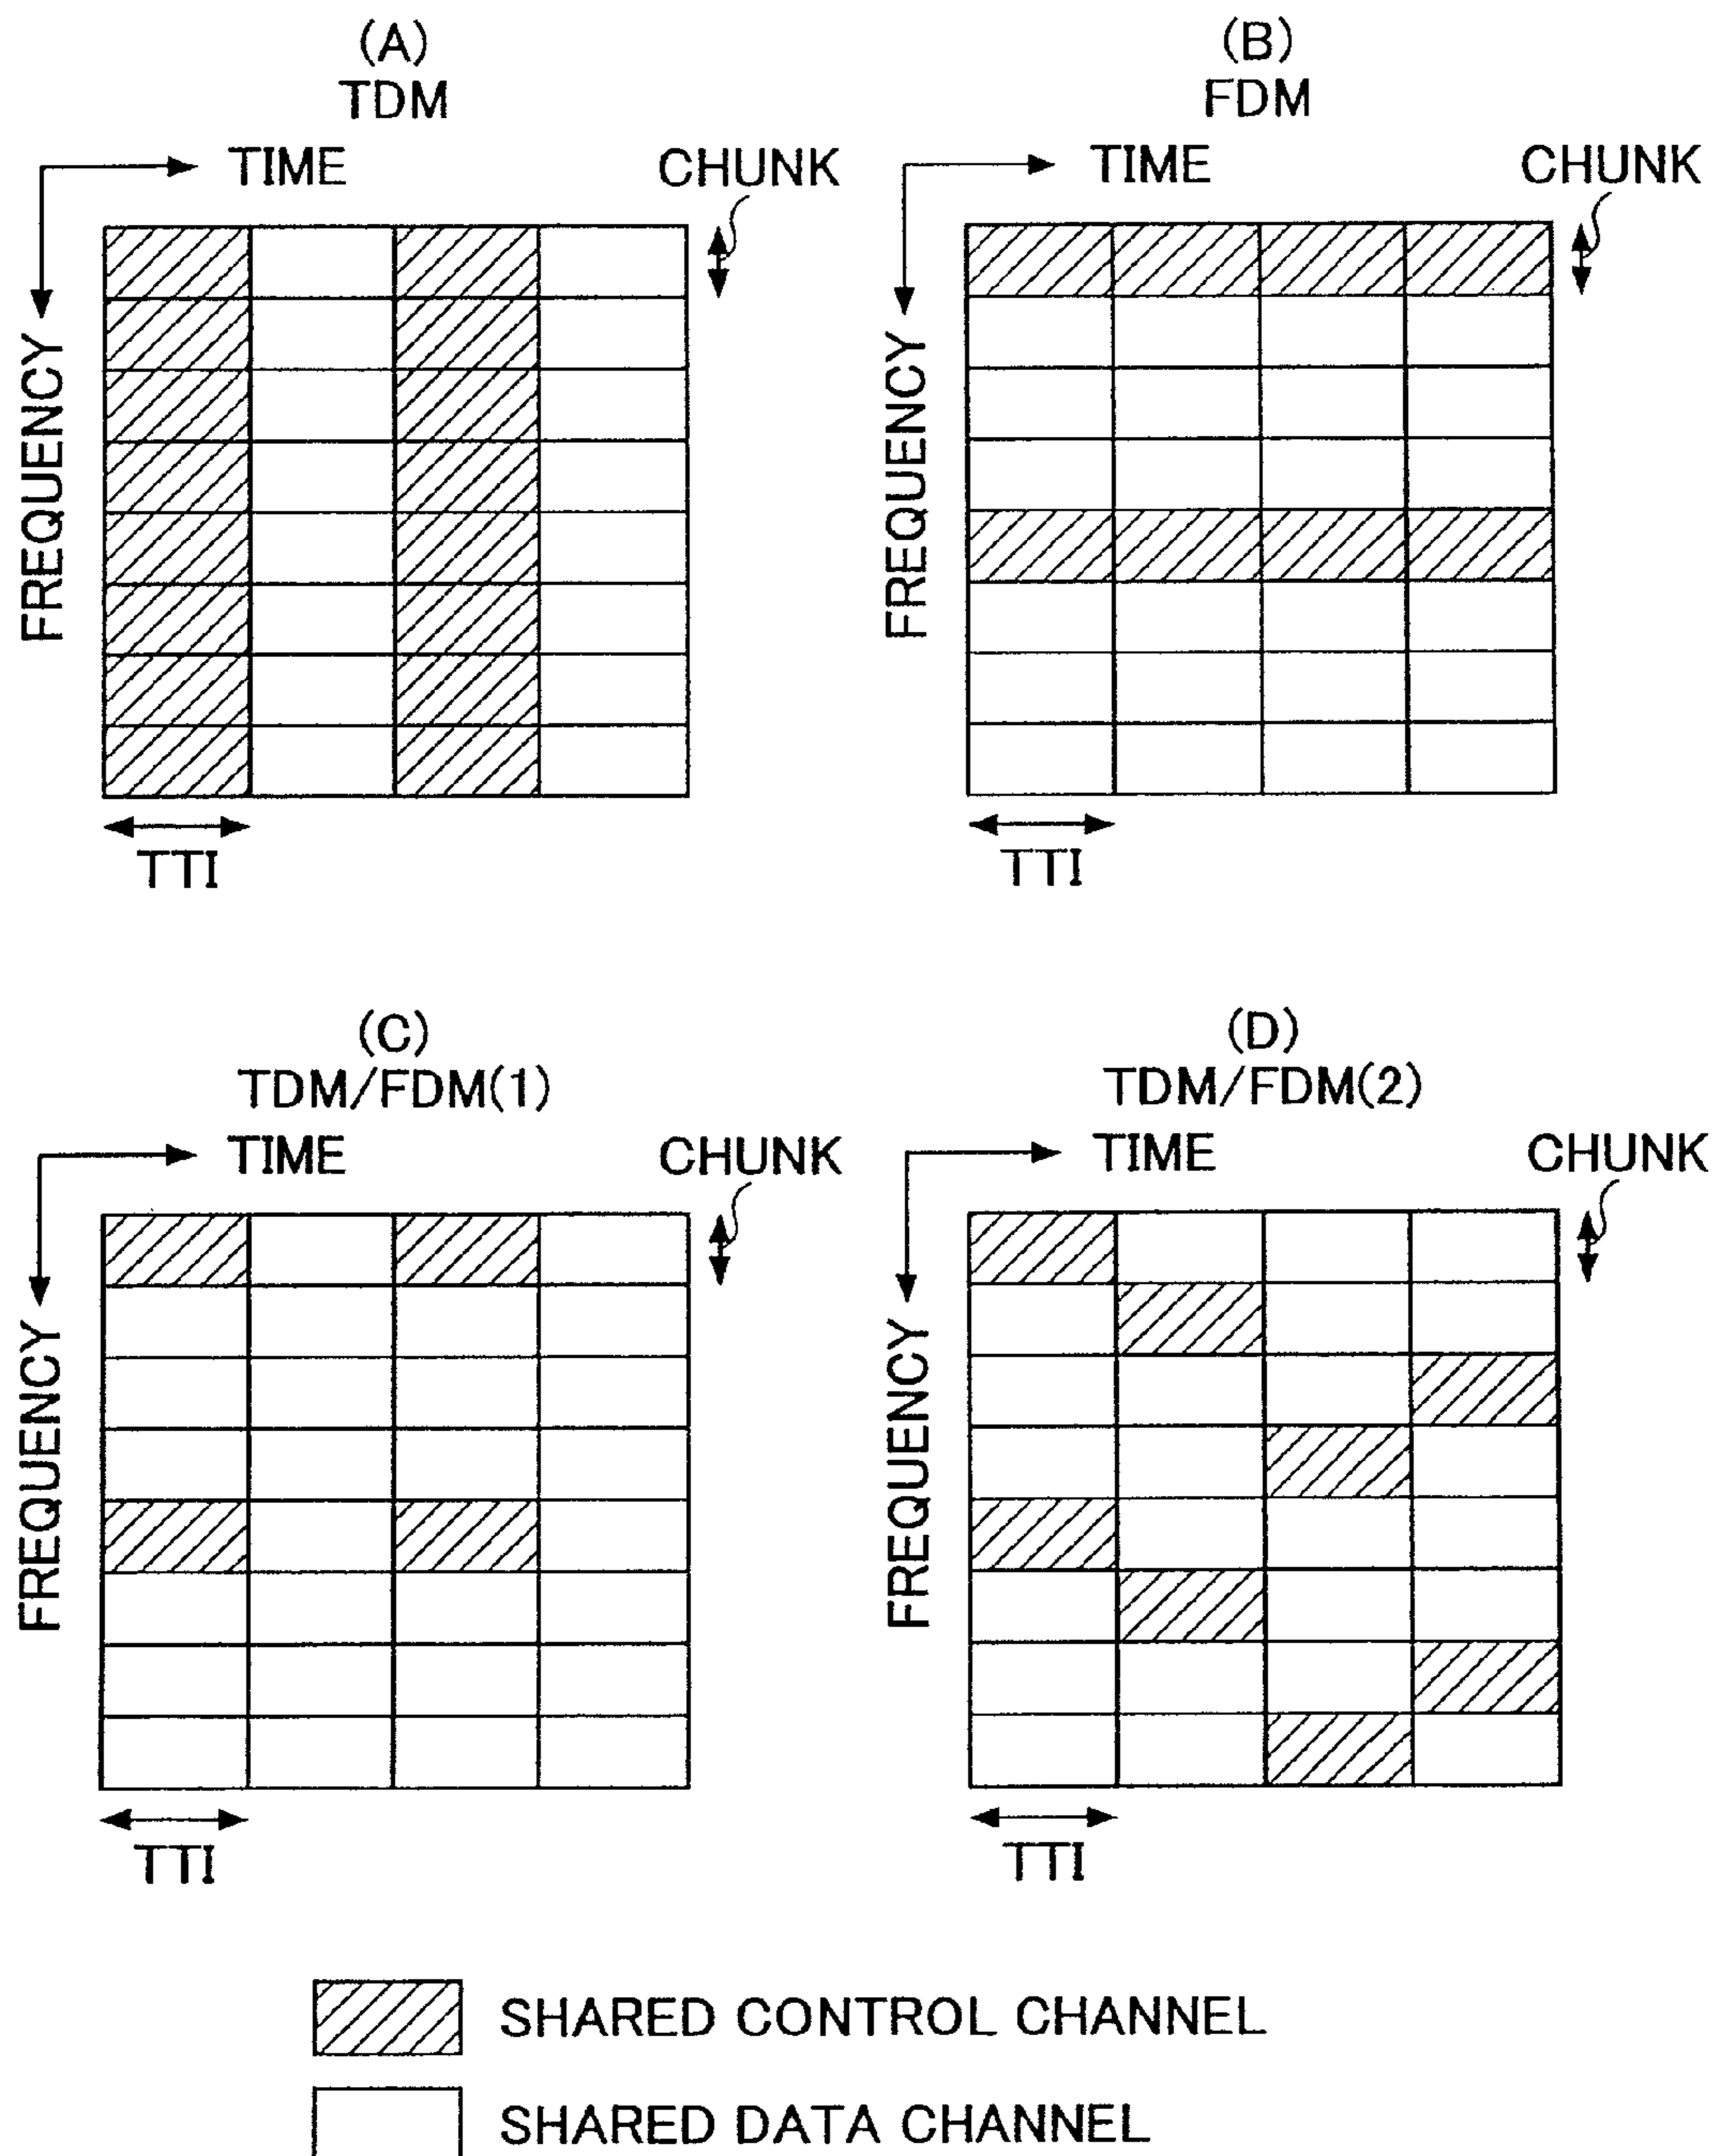 (A)
TDM
TIME
CHUNK
FREQUENCY
TTI
(B)
FDM
TIME
CHUNK
FREQUENCY
TTI
(C)
TDM/FDM(1)
TIME
CHUNK
FREQUENCY
TTI
(D)
TDM/FDM(2)
TIME
CHUNK
FREQUENCY
TTI
SHARED CONTROL CHANNEL
SHARED DATA CHANNEL